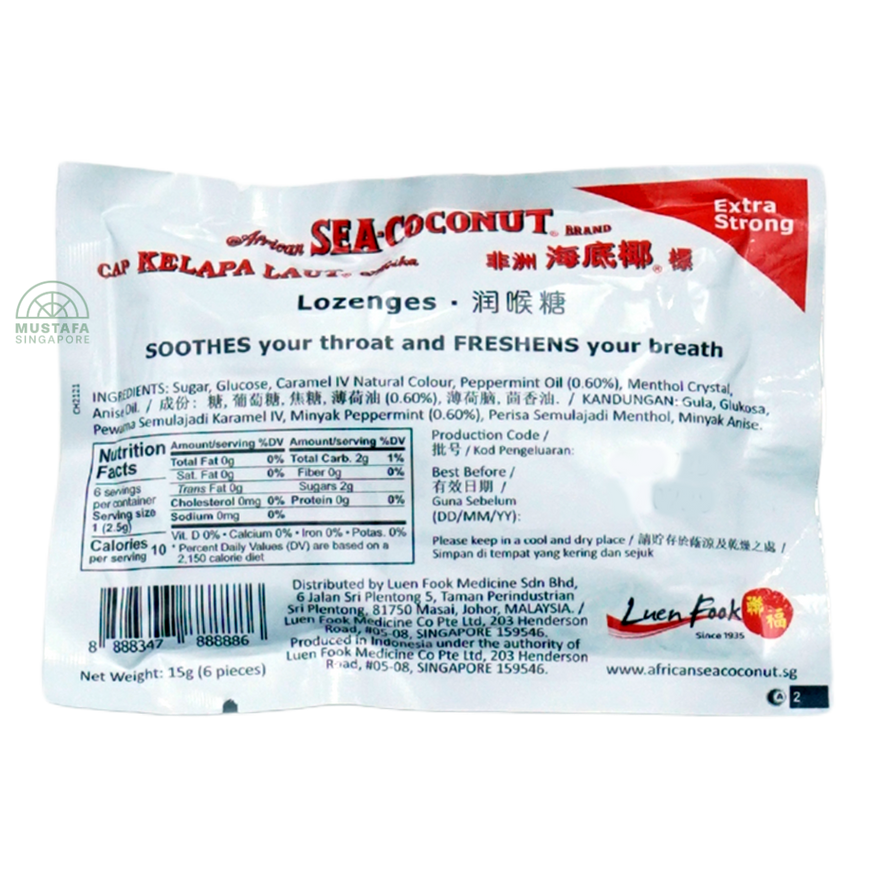 Extra
Strong
African SEA·COCONUT® BRAND
CAP KELAPA LAUT® Afrika
非洲 海底椰® 標
Lozenges · 润喉糖
MUSTAFA
SINGAPORE
SOOTHES your throat and FRESHENS your breath
CM2121
INGREDIENTS: Sugar, Glucose, Caramel IV Natural Colour, Peppermint Oil (0.60%), Menthol Crystal,
Anise Oil. / 成份: 糖, 葡萄糖, 焦糖, 薄荷油 (0.60%), 薄荷脑, 茴香油. / KANDUNGAN: Gula, Glukosa,
Pewarna Semulajadi Karamel IV, Minyak Peppermint (0.60%), Perisa Semulajadi Menthol, Minyak Anise.
Nutrition
Facts
6 servings
per container
Serving size
1 (2.5g)
Calories
per serving 10
Amount/serving %DV Amount/serving %DV
Total Fat 0g 0% Total Carb. 2g 1%
Sat. Fat 0g 0% Fiber 0g 0%
Trans Fat 0g Sugars 2g
Cholesterol 0mg 0% Protein 0g 0%
Sodium 0mg 0%
Vit. D 0% • Calcium 0% • Iron 0% • Potas. 0%
* Percent Daily Values (DV) are based on a
2,150 calorie diet
Production Code /
批号 / Kod Pengeluaran:
Best Before /
有效日期 /
Guna Sebelum
(DD/MM/YY):
Please keep in a cool and dry place / 請貯存於蔭涼及乾燥之處 /
Simpan di tempat yang kering dan sejuk
8 888347 888886
Net Weight: 15g (6 pieces)
Distributed by Luen Fook Medicine Sdn Bhd,
6 Jalan Sri Plentong 5, Taman Perindustrian
Sri Plentong, 81750 Masai, Johor, MALAYSIA. /
Luen Fook Medicine Co Pte Ltd, 203 Henderson
Road, #05-08, SINGAPORE 159546.
Produced in Indonesia under the authority of
Luen Fook Medicine Co Pte Ltd, 203 Henderson
Road, #05-08, SINGAPORE 159546.
Luen Fook 聯福
Since 1935
www.africanseacoconut.sg
A 2